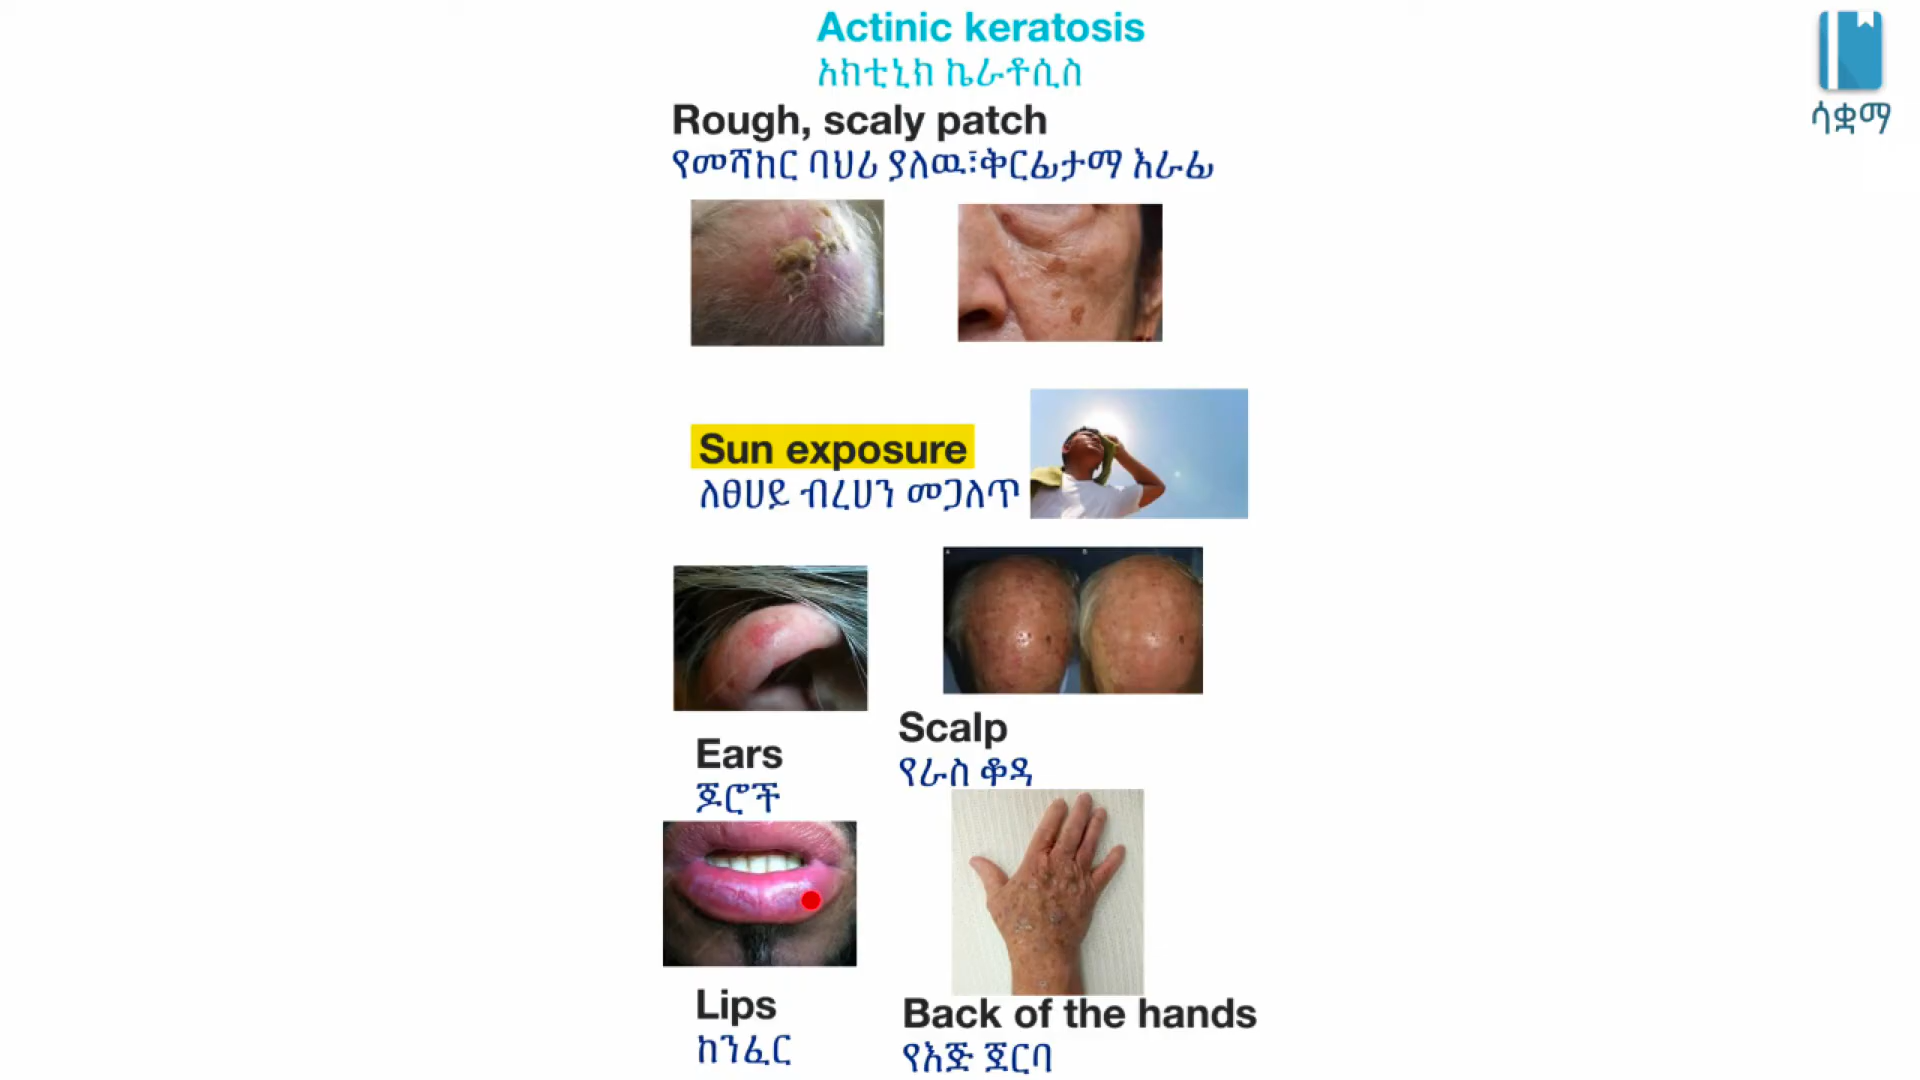 Actinic keratosis
አክቲኒክ ኬራቶሲስ
ሳቋማ
Rough, scaly patch
የመሻከር ባህሪ ያለዉ፣ቅርፊታማ እራፊ
Sun exposure
ለፀሀይ ብረሀን መጋለጥ
Scalp
የራስ ቆዳ
Ears
ጆሮች
Lips
ከንፈር
Back of the hands
የእጅ ጀርባ